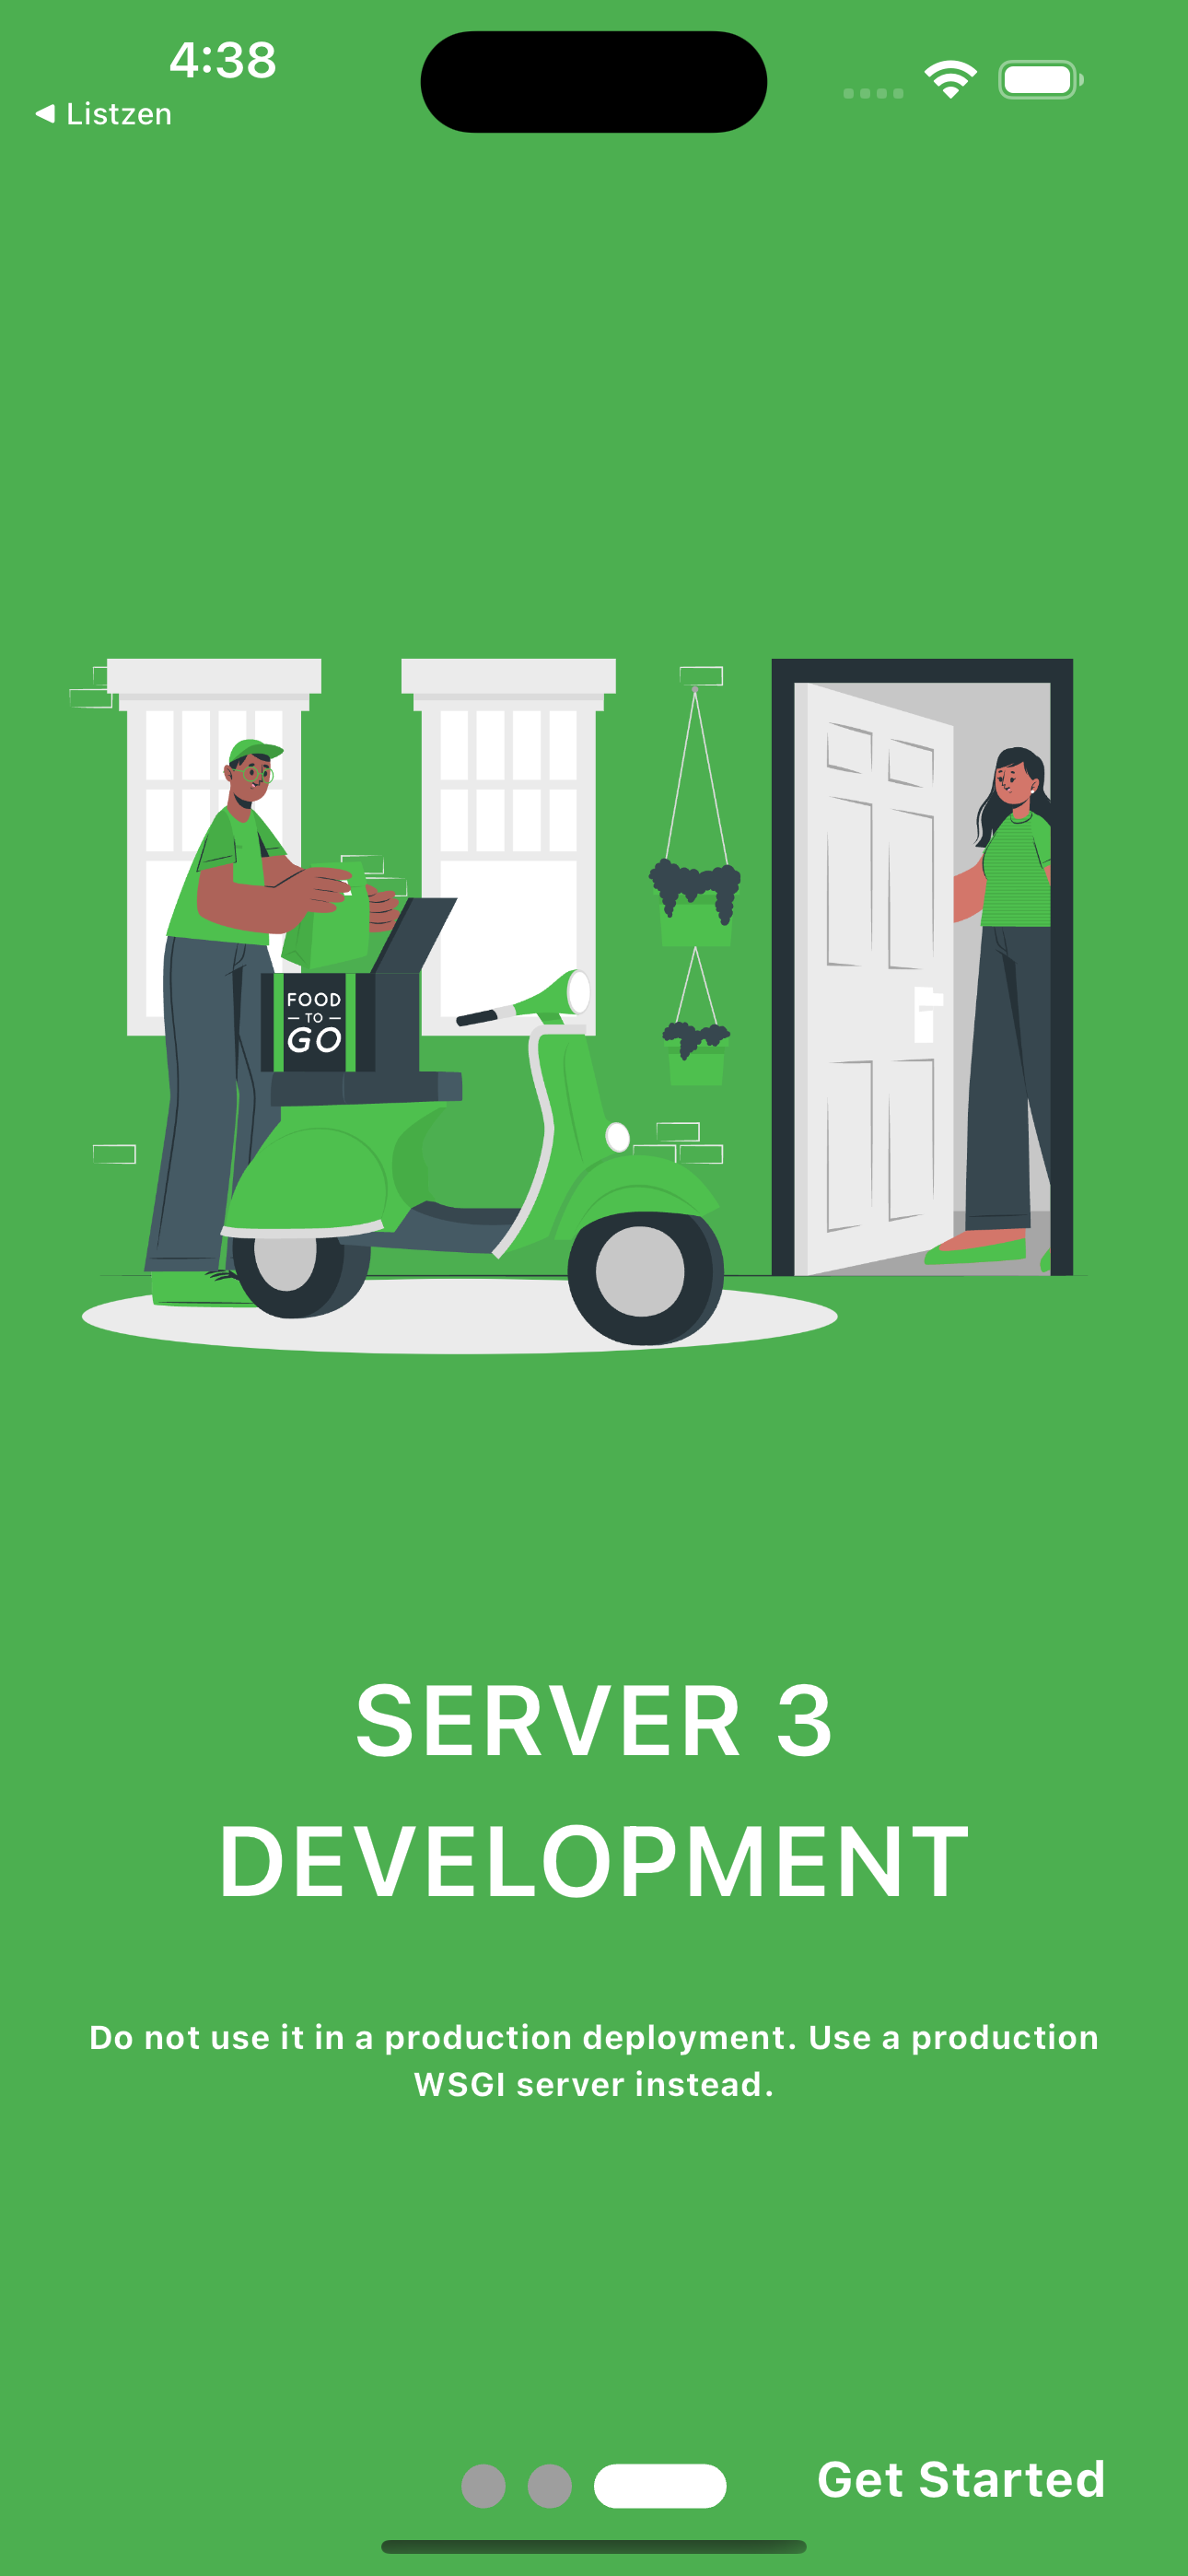 4:38
Listzen
FOOD
TO
GO
SERVER 3
DEVELOPMENT
Do not use it in a production deployment. Use a production
WSGI server instead.
Get Started